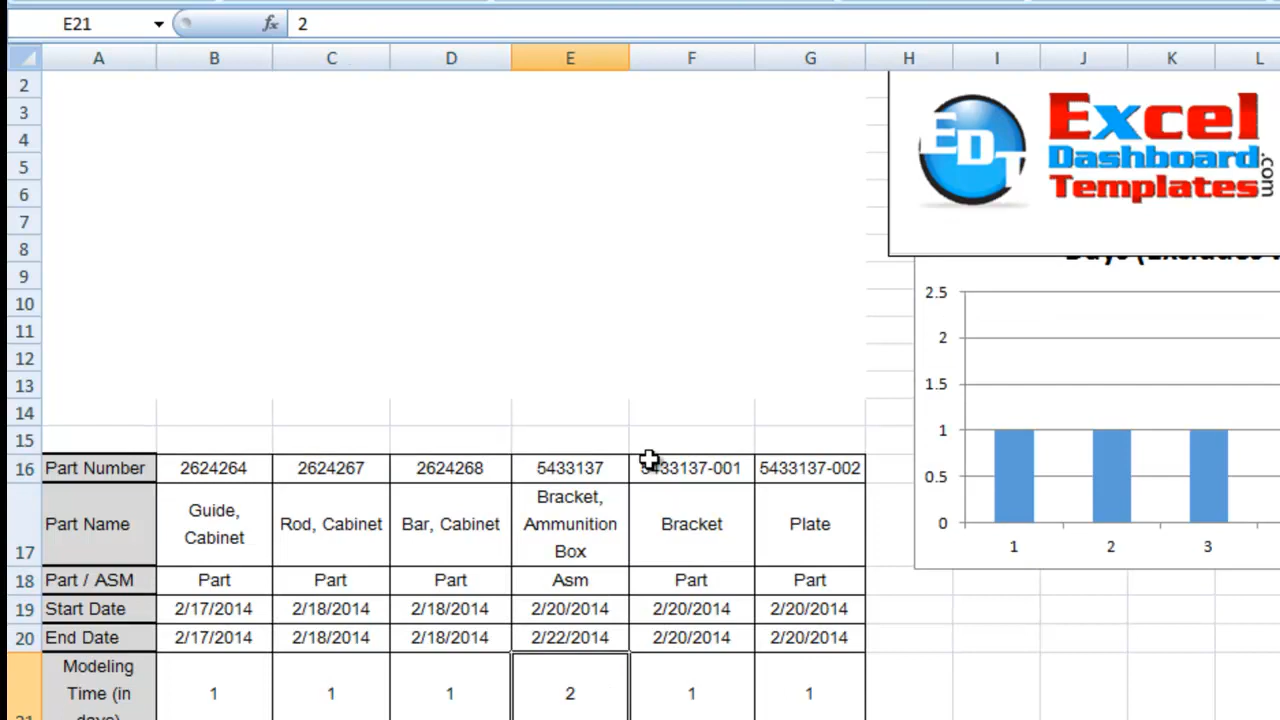 E21 fx 2
A B C D E F G H I J K L
2
3
4
5
6
7
8
9
10
11
12
13
14
15
EDT Excel
Dashboard
Templates
.com
2.5
2
1.5
1
0.5
0
1 2 3
16 Part Number 2624264 2624267 2624268 5433137 5433137-001 5433137-002
17 Part Name Guide, Cabinet Rod, Cabinet Bar, Cabinet Bracket, Ammunition Box Bracket Plate
18 Part / ASM Part Part Part Asm Part Part
19 Start Date 2/17/2014 2/18/2014 2/18/2014 2/20/2014 2/20/2014 2/20/2014
20 End Date 2/17/2014 2/18/2014 2/18/2014 2/22/2014 2/20/2014 2/20/2014
21 Modeling Time (in days) 1 1 1 2 1 1